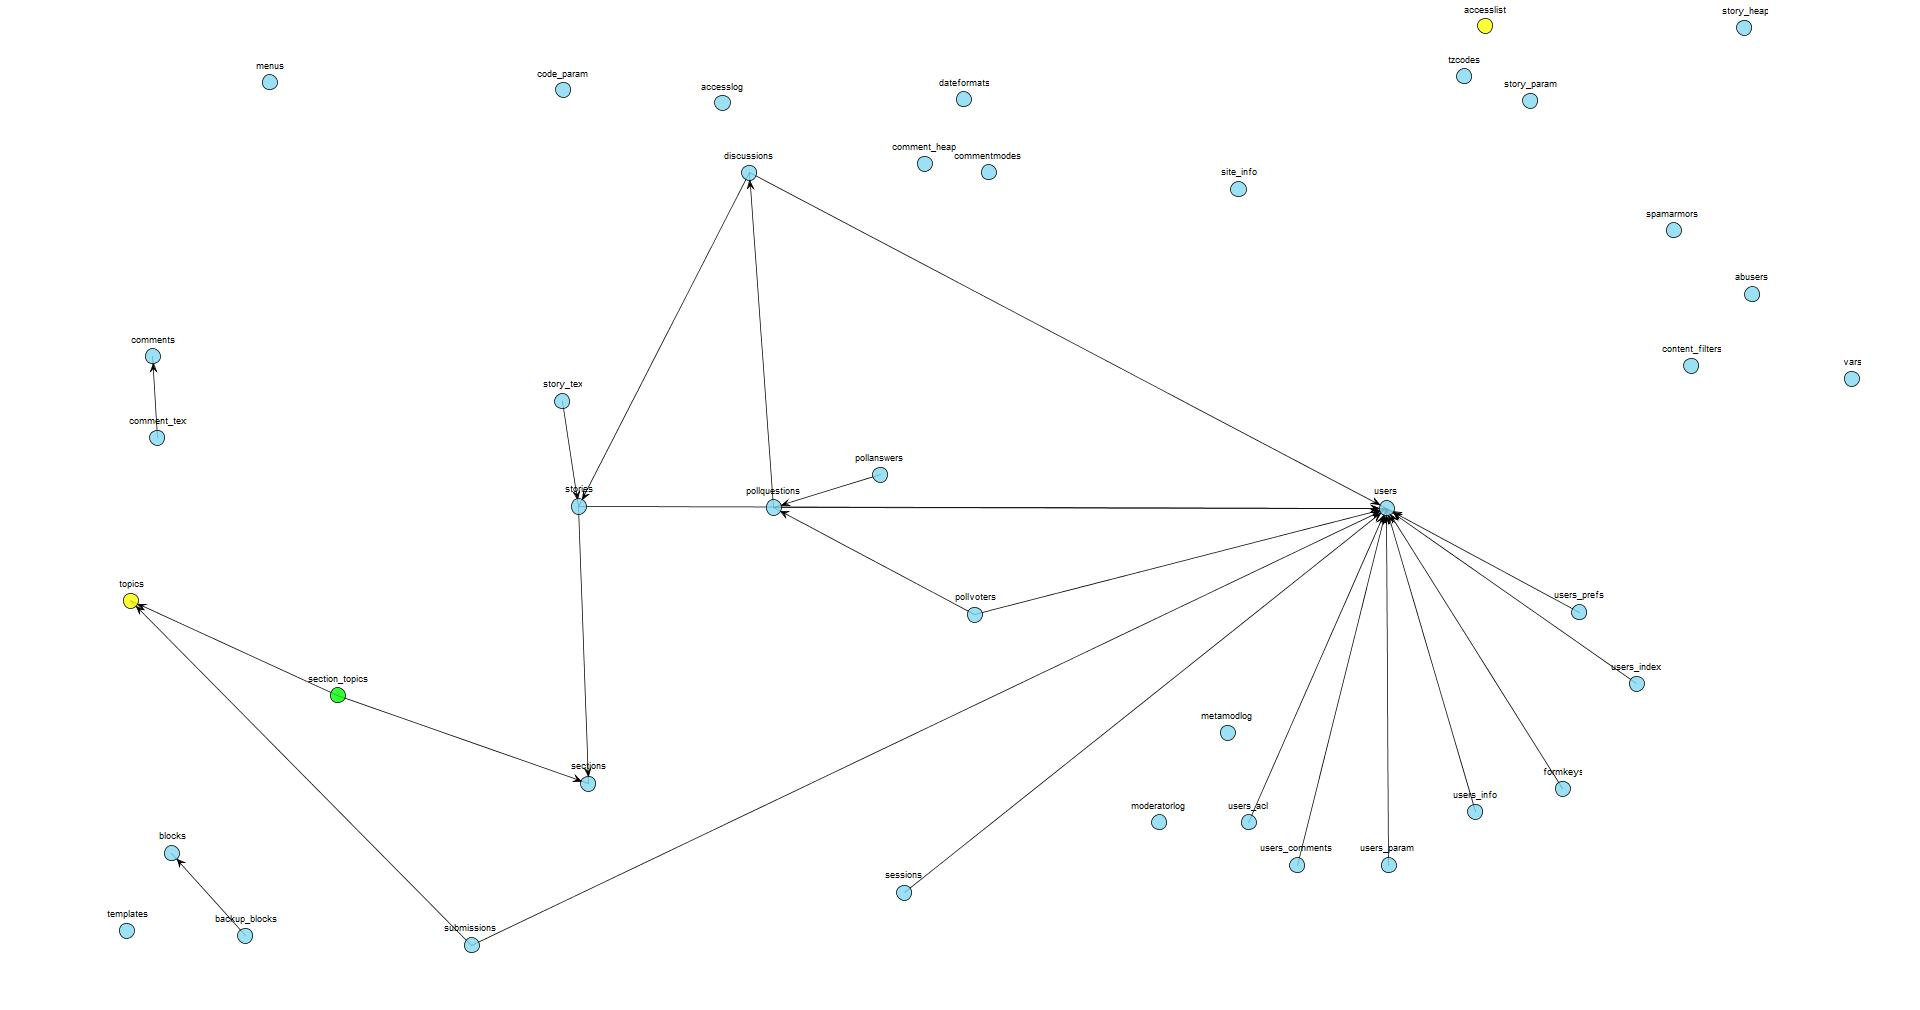 accesslist
story_heap
tzcodes
menus
code_param
story_param
accesslog
dateformats
comment_heap
commentmodes
discussions
site_info
spamarmors
abusers
comments
content_filters
vars
story_tex
comment_tex
pollanswers
stories
pollquestions
users
topics
pollvoters
users_prefs
users_index
section_topics
metamodlog
sections
formkeys
users_info
moderatorlog
users_acl
blocks
users_comments
users_param
sessions
templates
backup_blocks
submissions